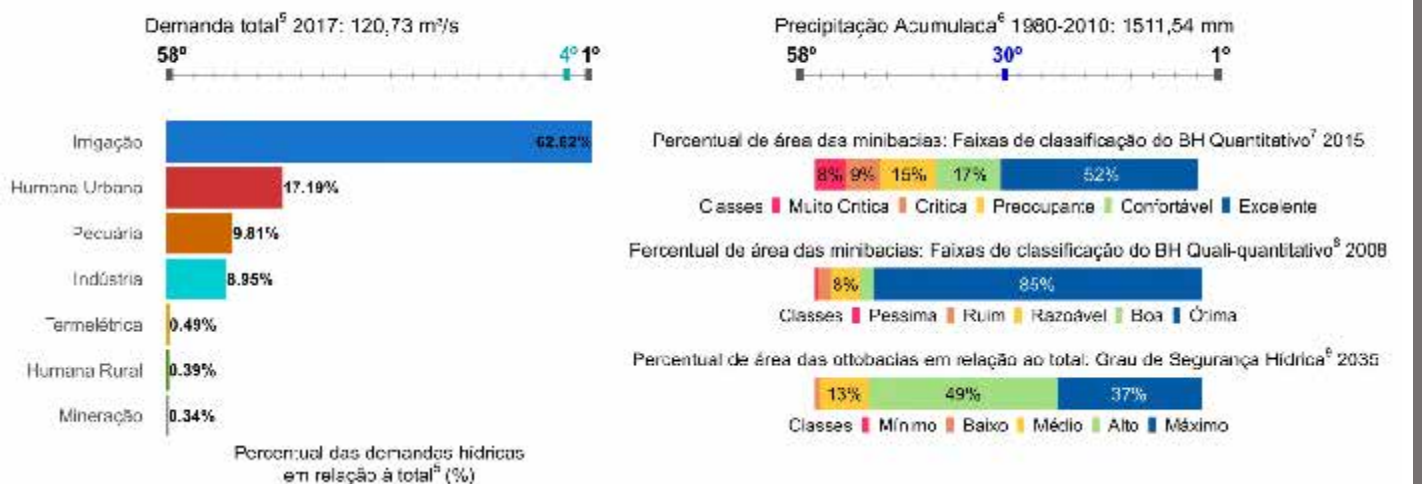 Demanda total⁵ 2017: 120,73 m³/s
58º 4º 1º
Irrigação 62.82%
Humana Urbana 17.19%
Pecuária 9.81%
Indústria 8.95%
Termelétrica 0.49%
Humana Rural 0.39%
Mineração 0.34%
Percentual das demandas hídricas
em relação à total⁵ (%)
Precipitação Acumulada⁶ 1980-2010: 1511,54 mm
58º 30º 1º
Percentual de área das minibacias: Faixas de classificação do BH Quantitativo⁷ 2015
8% 9% 15% 17% 52%
Classes Muito Critica Critica Preocupante Confortável Excelente
Percentual de área das minibacias: Faixas de classificação do BH Quali-quantitativo⁸ 2008
8% 85%
Classes Pessima Ruim Razoável Boa Ótima
Percentual de área das ottobacias em relação ao total: Grau de Segurança Hídrica⁹ 2035
13% 49% 37%
Classes Mínimo Baixo Médio Alto Máximo